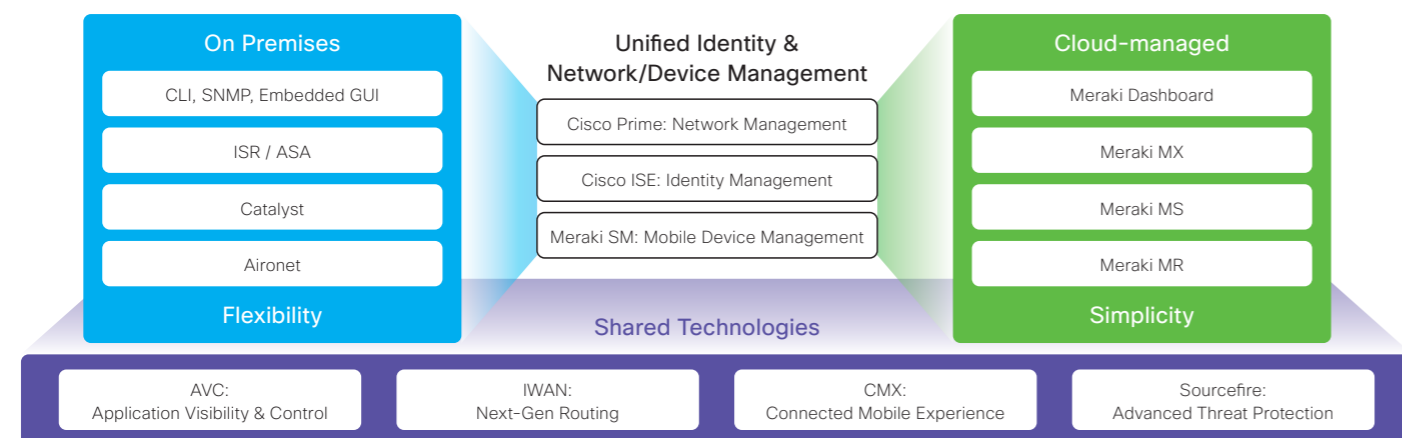 On Premises
CLI, SNMP, Embedded GUI
ISR / ASA
Catalyst
Aironet
Flexibility
Unified Identity &
Network/Device Management
Cisco Prime: Network Management
Cisco ISE: Identity Management
Meraki SM: Mobile Device Management
Cloud-managed
Meraki Dashboard
Meraki MX
Meraki MS
Meraki MR
Simplicity
Shared Technologies
AVC:
Application Visibility & Control
IWAN:
Next-Gen Routing
CMX:
Connected Mobile Experience
Sourcefire:
Advanced Threat Protection